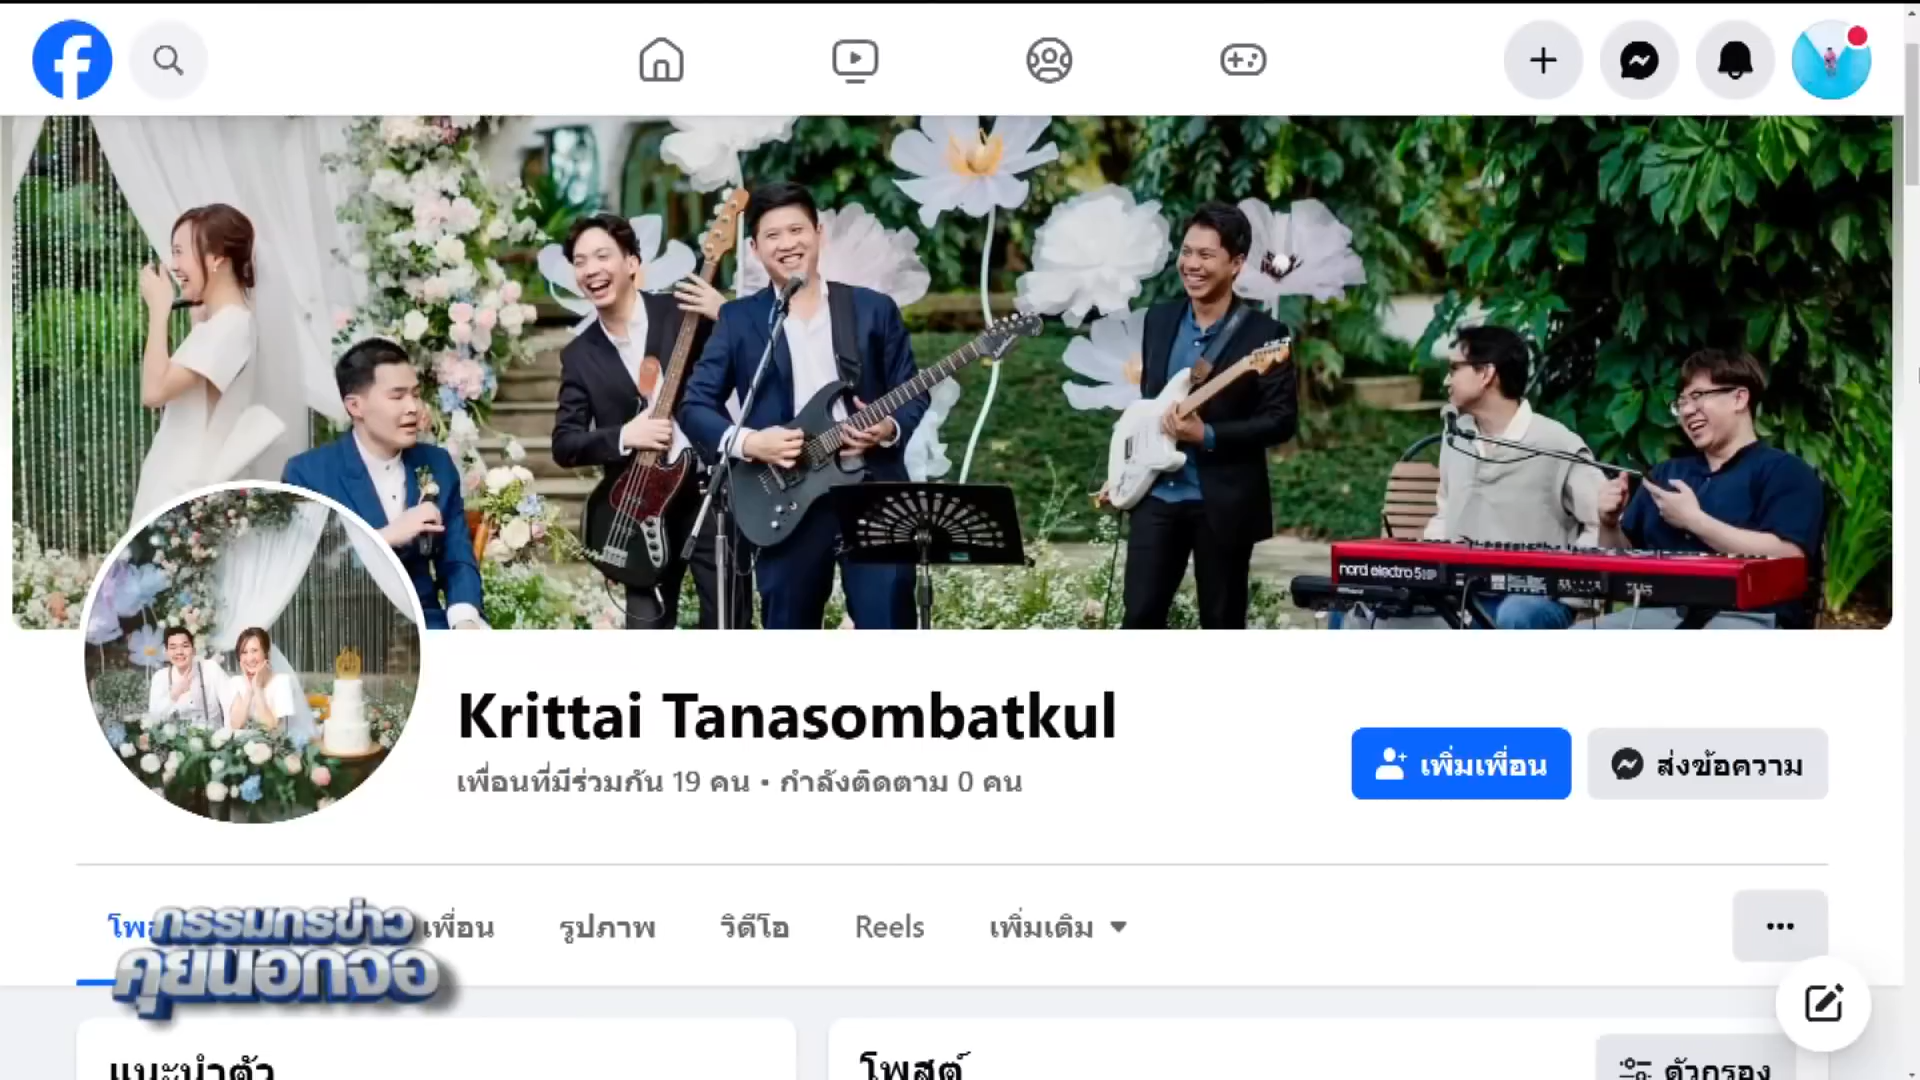 nord electro 5HP
Krittai Tanasombatkul
เพื่อนที่มีร่วมกัน 19 คน • กำลังติดตาม 0 คน
เพิ่มเพื่อน
ส่งข้อความ
เพื่อน
รูปภาพ
วิดีโอ
Reels
เพิ่มเติม
กรรมกรข่าว
คุยนอกจอ
แนะนำตัว
โพสต์
ตัวกรอง